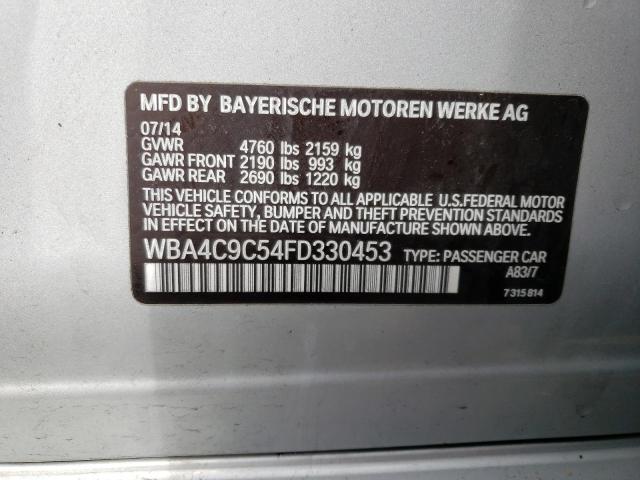 MFD BY BAYERISCHE MOTOREN WERKE AG
07/14
GVWR 4760 lbs 2159 kg
GAWR FRONT 2190 lbs 993 kg
GAWR REAR 2690 lbs 1220 kg
THIS VEHICLE CONFORMS TO ALL APPLICABLE U.S.FEDERAL MOTOR
VEHICLE SAFETY, BUMPER AND THEFT PREVENTION STANDARDS
IN EFFECT ON THE DATE OF MANUFACTURE SHOWN ABOVE.
WBA4C9C54FD330453 TYPE: PASSENGER CAR
A83/7
7315814